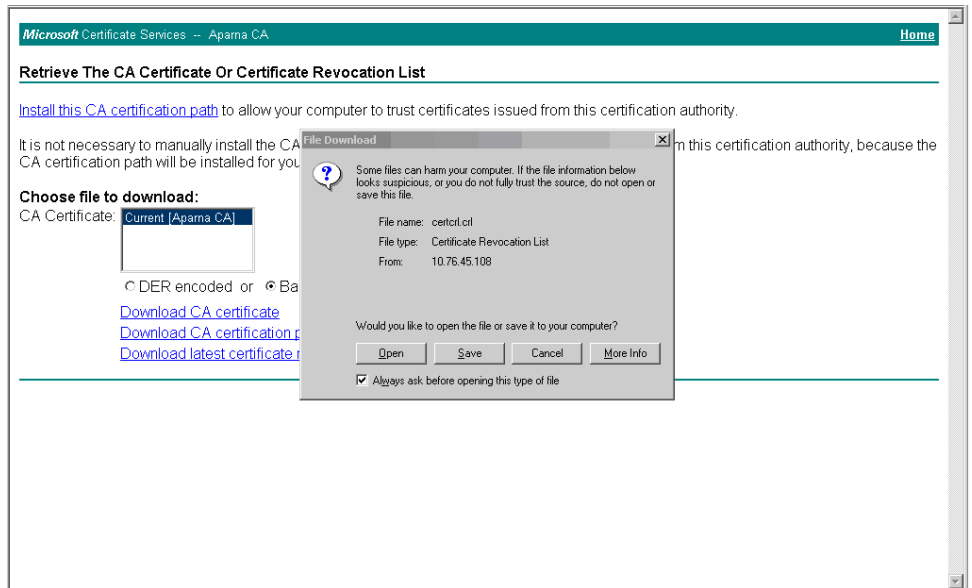 Microsoft Certificate Services -- Aparna CA Home
Retrieve The CA Certificate Or Certificate Revocation List
Install this CA certification path to allow your computer to trust certificates issued from this certification authority.
It is not necessary to manually install the CA m this certification authority, because the
CA certification path will be installed for you
Choose file to download:
CA Certificate: Current [Aparna CA]
DER encoded or Ba
Download CA certificate
Download CA certification p
Download latest certificate r
File Download
Some files can harm your computer. If the file information below
looks suspicious, or you do not fully trust the source, do not open or
save this file.
File name: certcrl.crl
File type: Certificate Revocation List
From: 10.76.45.108
Would you like to open the file or save it to your computer?
Open Save Cancel More Info
Always ask before opening this type of file